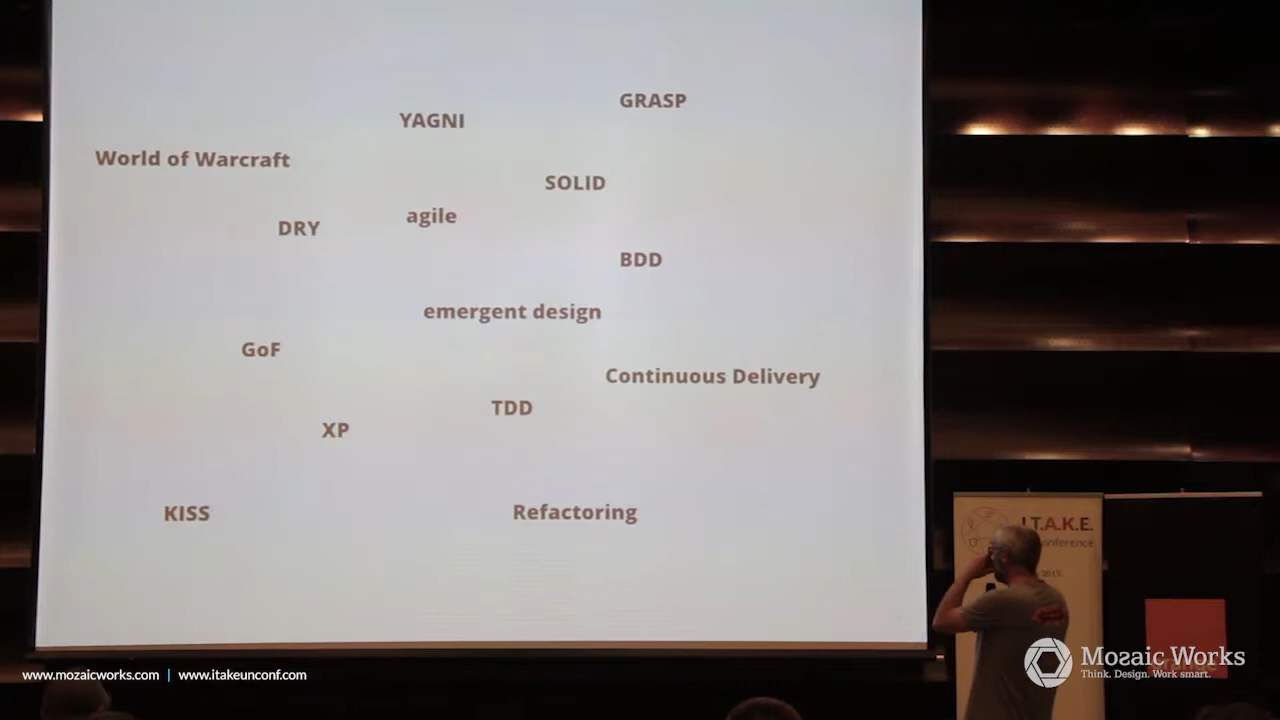 GRASP
YAGNI
World of Warcraft
SOLID
agile
DRY
BDD
emergent design
GoF
Continuous Delivery
TDD
XP
KISS
Refactoring
I.T.A.K.E.
2015
www.mozaicworks.com | www.itakeunconf.com
Mozaic Works
Think. Design. Work smart.